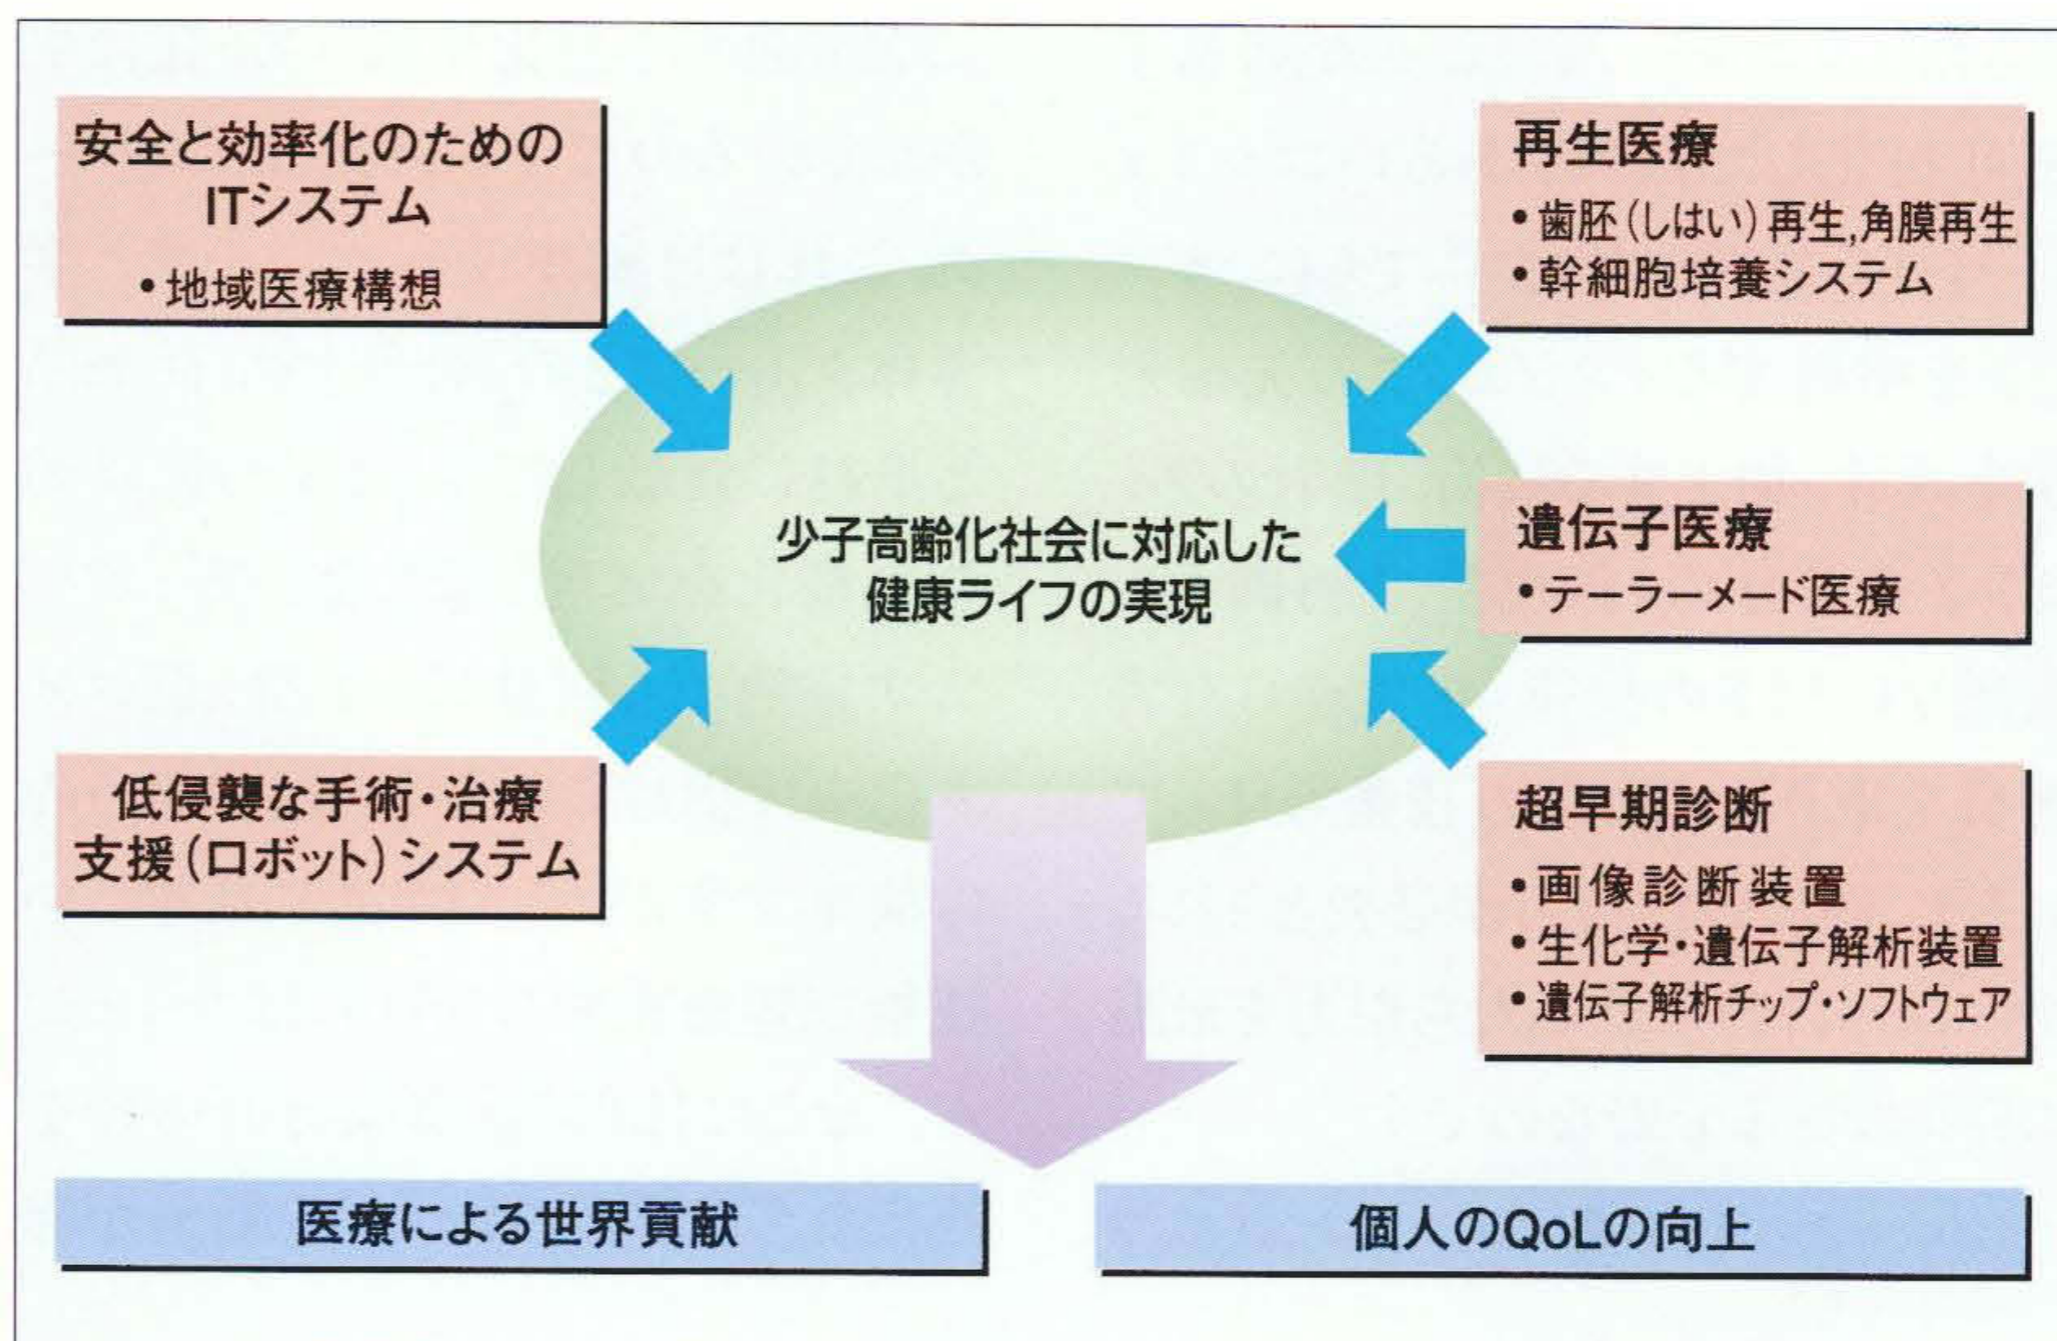 安全と効率化のための
ITシステム
•地域医療構想
低侵襲な手術・治療
支援(ロボット)システム
少子高齢化社会に対応した
健康ライフの実現
再生医療
•歯胚(しはい)再生,角膜再生
•幹細胞培養システム
遺伝子医療
•テーラーメード医療
超早期診断
•画像診断装置
•生化学・遺伝子解析装置
•遺伝子解析チップ・ソフトウェア
医療による世界貢献
個人のQoLの向上